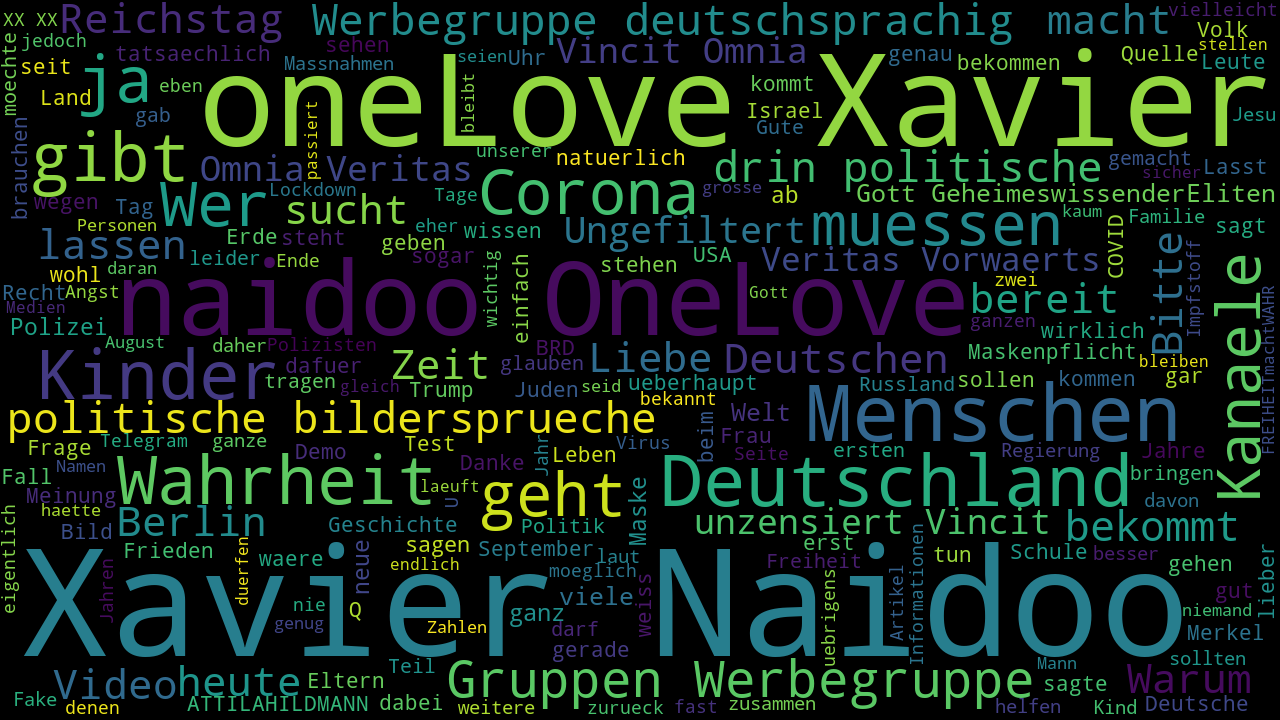 xx xx Reichstag Werbegruppe deutschsprachig macht vielleicht
moechte jedoch tatsaechlich sehen Massnahmen seien Uhr Vincit Omnia genau bekommen Quelle Volk stellen
seit ja eben oneLove Xavier bleibt kommt Leute
Land gab passiert Israel Gute Jesu
brauchen gibt Omnia Veritas unserer natuerlich drin politische gemacht sicher Lasst
wegen Tag Wer Lockdown sucht Tage Corona grosse ab Gott GeheimeswissenderEliten
Personen Erde steht geben eher wissen Ungefiltert muessen kaum COVID Familie sagt
lassen leider Ende sogar wichtig einfach stehen USA Veritas Vorwaerts Bitte Impfstoff Kanaele
wohl daran naidoo OneLove Gott zwei
Recht Angst bereit FREIHEITmachtWAHR
Medien Polizei ganzen wirklich
August daher Polizisten BRD
Kinder dafuer Zeit glauben Liebe Deutschen Maskenpflicht bleiben
tragen gleich Trump Juden seid ueberhaupt Russland sollen kommen gar
politische bildersprueche bekannt beim Welt Menschen
Frage Telegram ganze Demo Test Danke Jahr Leben Virus Frau Seite ersten Regierung Jahre
Fall Namen Wahrheit laeuft U geht Maske Deutschland bringen
Meinung haette davon
eigentlich Bild Berlin Geschichte Politik unzensiert Vincit bekommt
Frieden waere neue sagen September laut erst Informationen tun Schule besser gehen
Jahren Xavier duerfen endlich moeglich weiss Naidoo Freiheit uebrigens Artikel lieber
nie Q ganz viele gut
genug Zahlen darf niemand
gerade Merkel
Video heute Eltern Teil Gruppen Werbegruppe Mann sagte Warum sollten
Fake denen ATTILAHILDMANN dabei weitere zurueck fast zusammen helfen Kind Deutsche